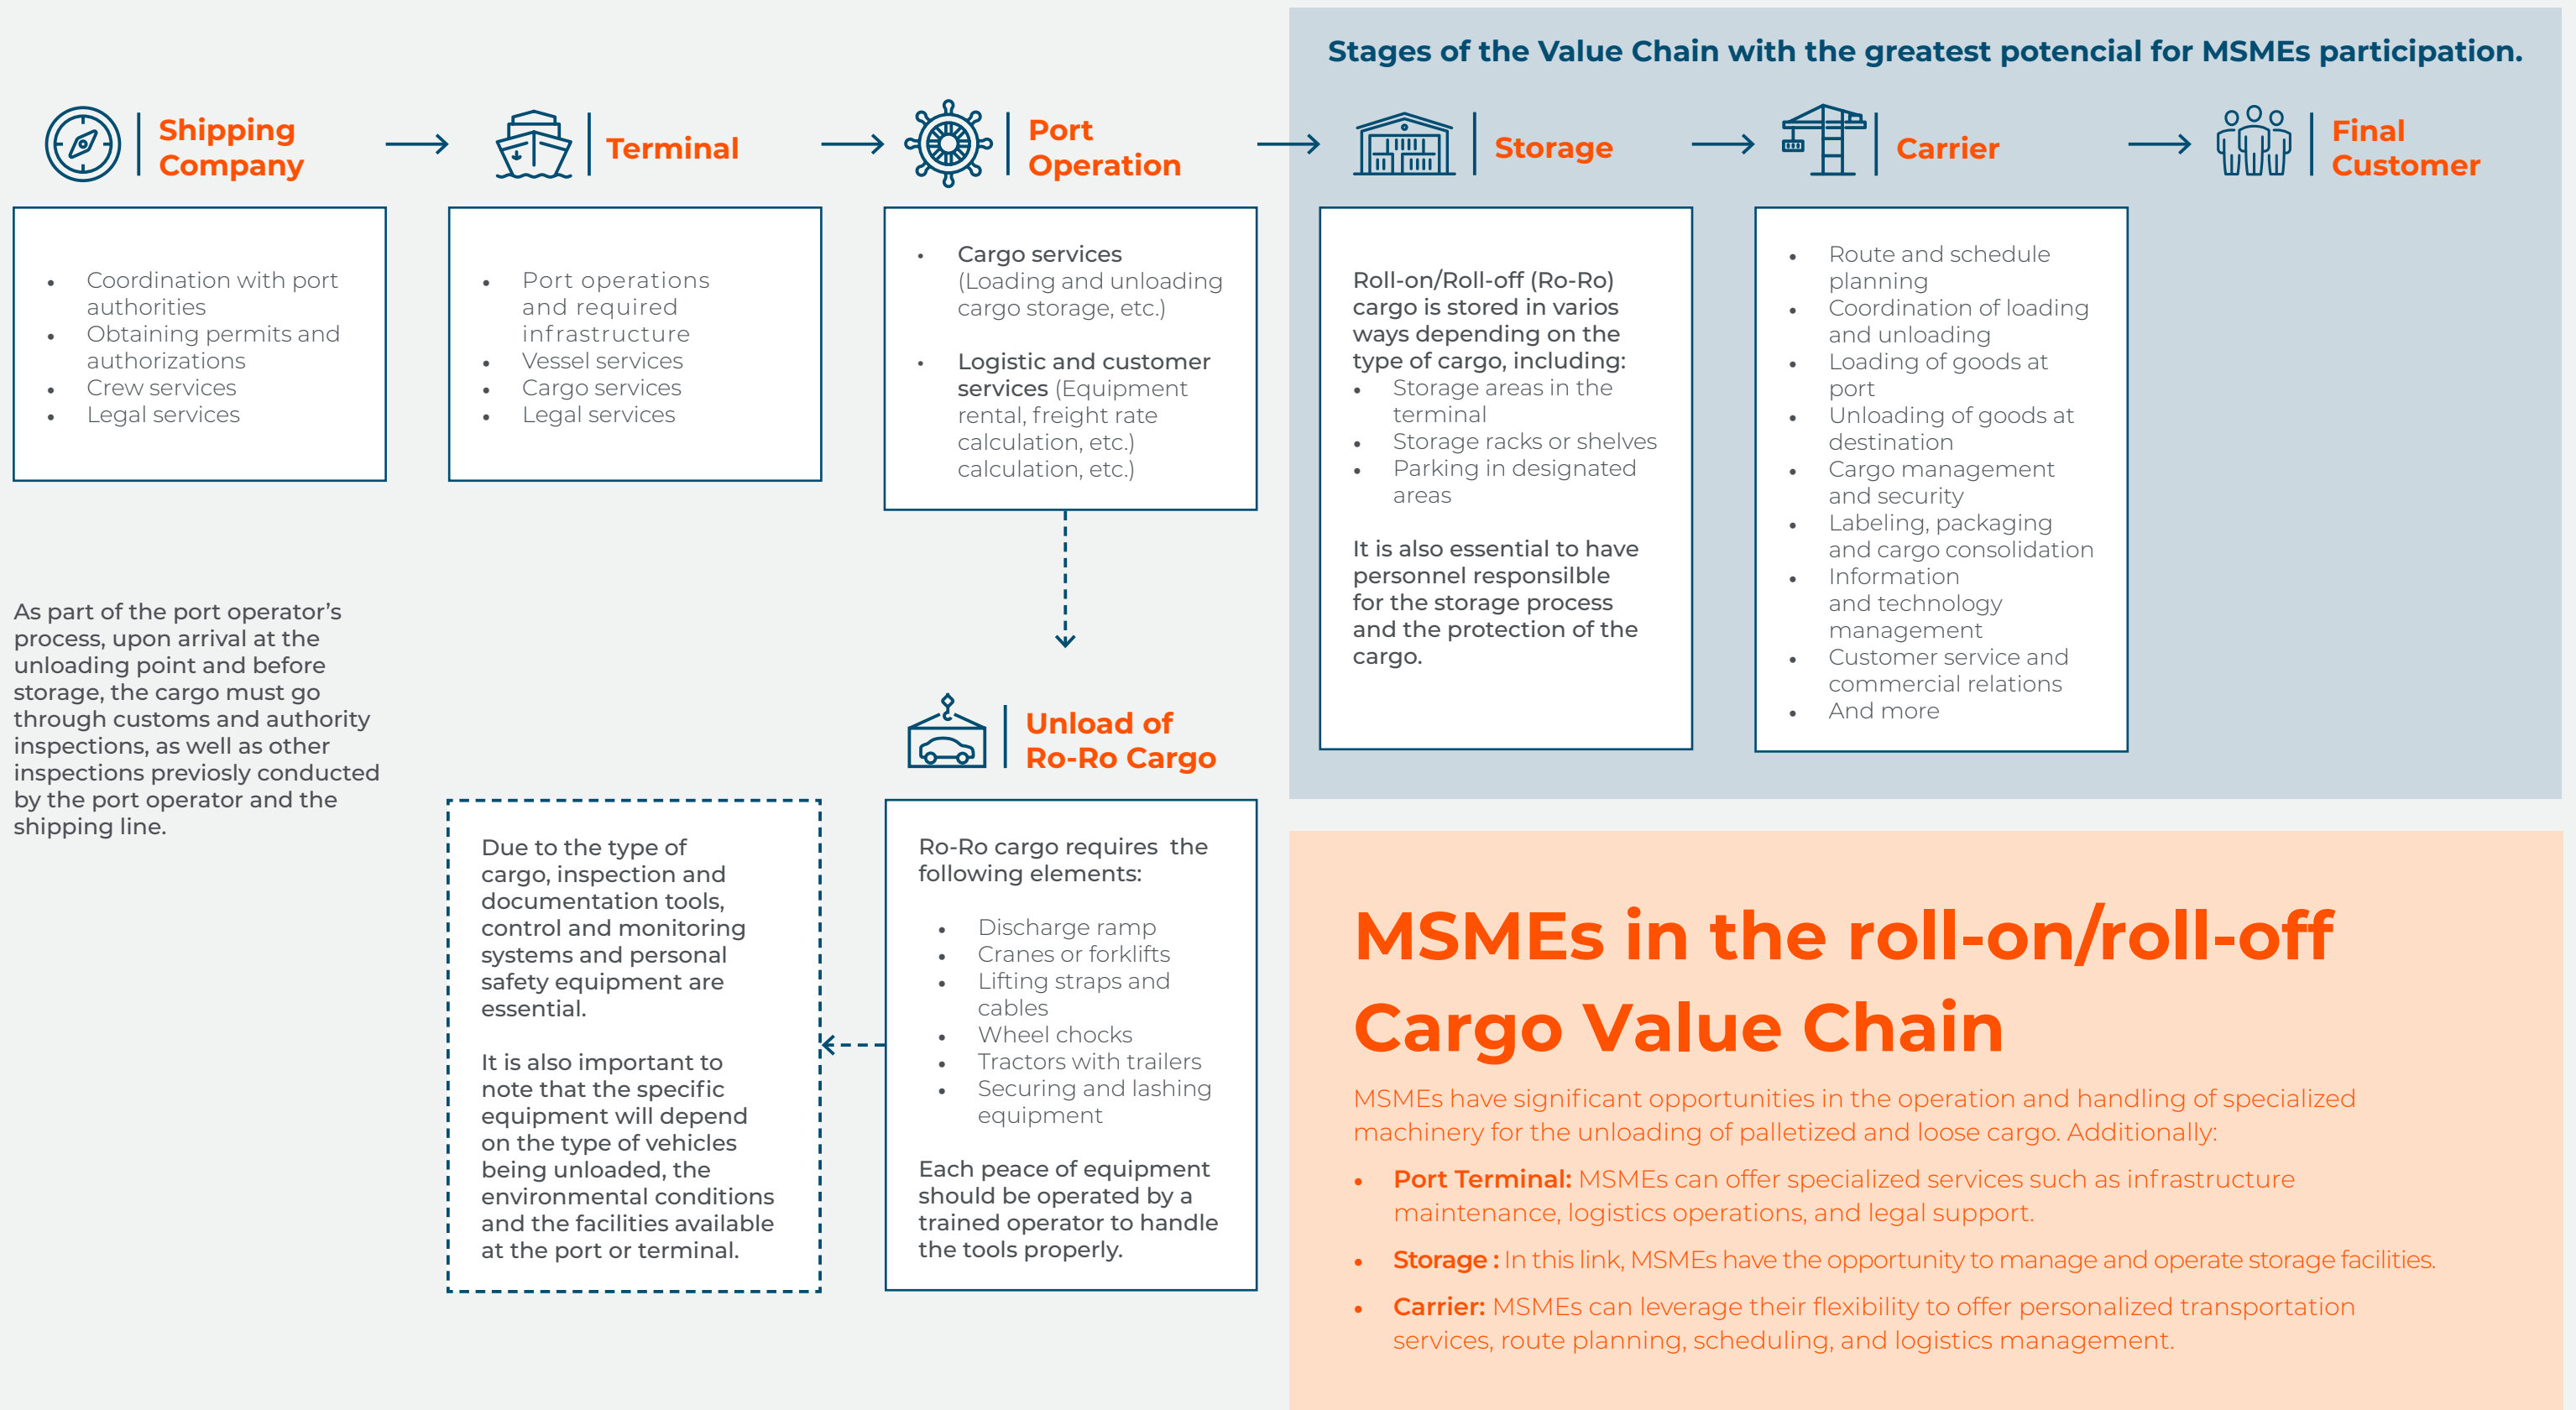 Stages of the Value Chain with the greatest potencial for MSMEs participation.
Shipping
Company
Terminal
Port
Operation
Storage
Carrier
Final
Customer
• Coordination with port
authorities
• Obtaining permits and
authorizations
• Crew services
• Legal services
• Port operations
and required
infrastructure
• Vessel services
• Cargo services
• Legal services
• Cargo services
(Loading and unloading
cargo storage, etc.)
• Logistic and customer
services (Equipment
rental, freight rate
calculation, etc.)
calculation, etc.)
Roll-on/Roll-off (Ro-Ro)
cargo is stored in varios
ways depending on the
type of cargo, including:
• Storage areas in the
terminal
• Storage racks or shelves
• Parking in designated
areas
It is also essential to have
personnel responsilble
for the storage process
and the protection of the
cargo.
• Route and schedule
planning
• Coordination of loading
and unloading
• Loading of goods at
port
• Unloading of goods at
destination
• Cargo management
and security
• Labeling, packaging
and cargo consolidation
• Information
and technology
management
• Customer service and
commercial relations
• And more
As part of the port operator’s
process, upon arrival at the
unloading point and before
storage, the cargo must go
through customs and authority
inspections, as well as other
inspections previosly conducted
by the port operator and the
shipping line.
Unload of
Ro-Ro Cargo
Due to the type of
cargo, inspection and
documentation tools,
control and monitoring
systems and personal
safety equipment are
essential.
It is also important to
note that the specific
equipment will depend
on the type of vehicles
being unloaded, the
environmental conditions
and the facilities available
at the port or terminal.
Ro-Ro cargo requires the
following elements:
• Discharge ramp
• Cranes or forklifts
• Lifting straps and
cables
• Wheel chocks
• Tractors with trailers
• Securing and lashing
equipment
Each peace of equipment
should be operated by a
trained operator to handle
the tools properly.
MSMEs in the roll-on/roll-off
Cargo Value Chain
MSMEs have significant opportunities in the operation and handling of specialized
machinery for the unloading of palletized and loose cargo. Additionally:
• Port Terminal: MSMEs can offer specialized services such as infrastructure
maintenance, logistics operations, and legal support.
• Storage : In this link, MSMEs have the opportunity to manage and operate storage facilities.
• Carrier: MSMEs can leverage their flexibility to offer personalized transportation
services, route planning, scheduling, and logistics management.